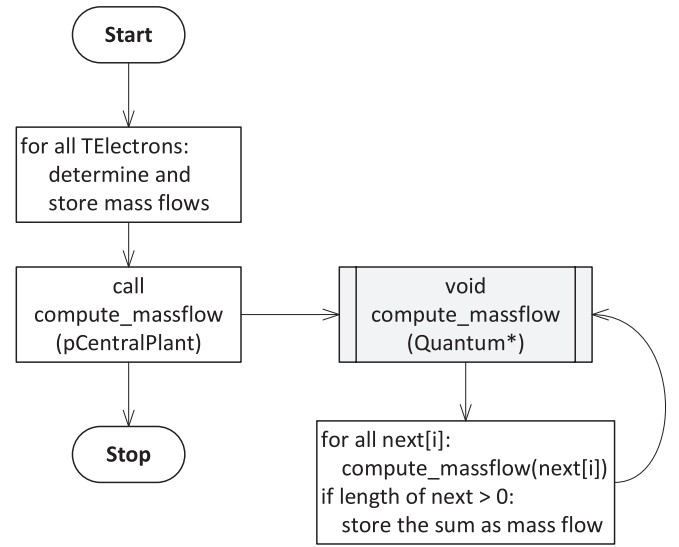 Start
for all TElectrons:
determine and
store mass flows
call
compute_massflow
(pCentralPlant)
void
compute_massflow
(Quantum*)
Stop
for all next[i]:
compute_massflow(next[i])
if length of next > 0:
store the sum as mass flow